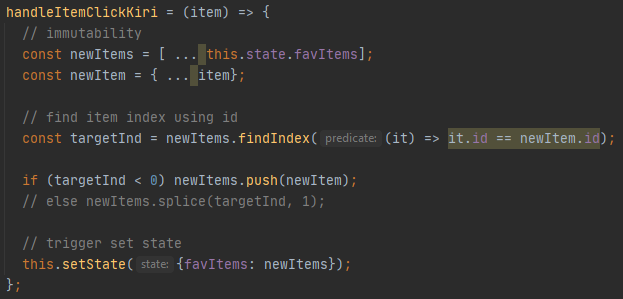 handleItemClickKiri = (item) => {
// immutability
const newItems = [ ... this.state.favItems];
const newItem = { ... item};
// find item index using id
const targetInd = newItems.findIndex( predicate: (it) => it.id == newItem.id);
if (targetInd < 0) newItems.push(newItem);
// else newItems.splice(targetInd, 1);
// trigger set state
this.setState( state: {favItems: newItems});
};